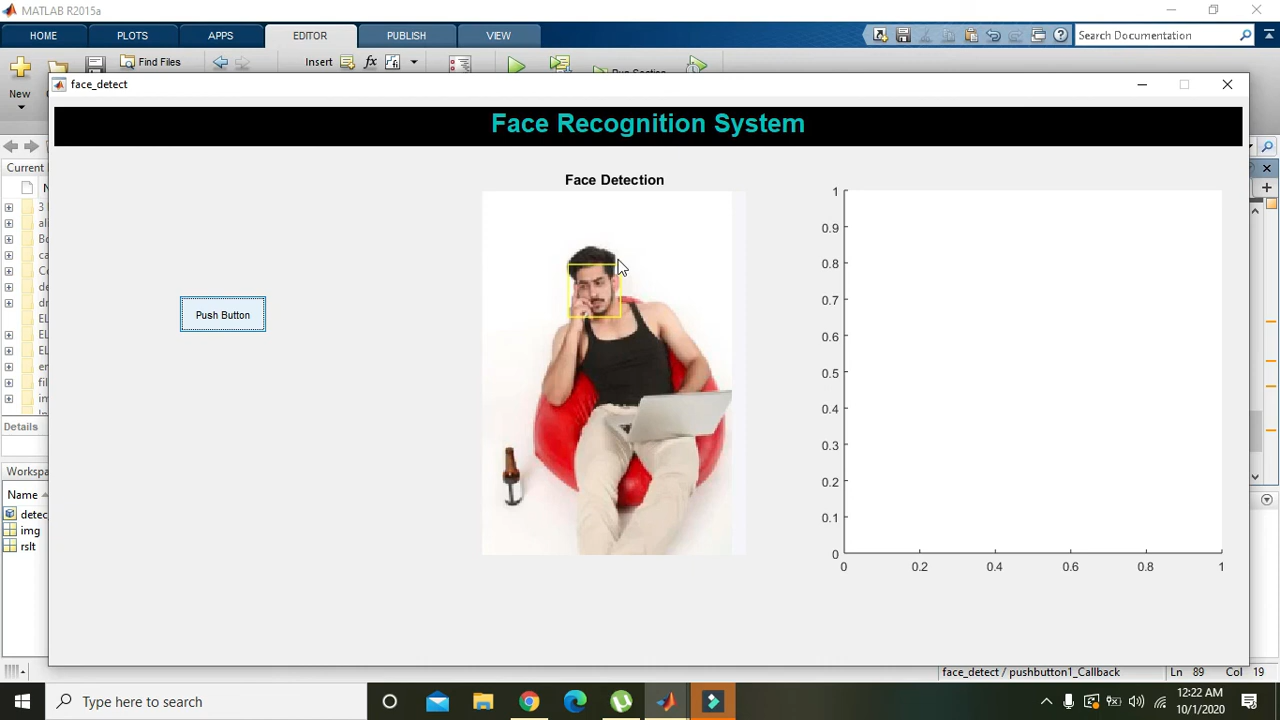 MATLAB R2015a
HOME
PLOTS
APPS
EDITOR
PUBLISH
VIEW
Search Documentation
Find Files
Insert
fx
New
face_detect
Face Recognition System
Current
Face Detection
Push Button
1
0.9
0.8
0.7
0.6
0.5
0.4
0.3
0.2
0.1
0
0 0.2 0.4 0.6 0.8 1
Details
Name
detec
img
rslt
face_detect / pushbutton1_Callback
Ln 89 Col 19
Type here to search
12:22 AM
10/1/2020